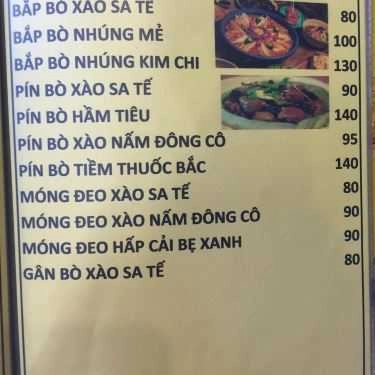 BẮP BÒ XÀO SA TẾ 80
BẮP BÒ NHÚNG MẺ 100
BẮP BÒ NHÚNG KIM CHI 130
PÍN BÒ XÀO SA TẾ 90
PÍN BÒ HẦM TIÊU 140
PÍN BÒ XÀO NẤM ĐÔNG CÔ 95
PÍN BÒ TIỀM THUỐC BẮC 140
MÓNG ĐEO XÀO SA TẾ 80
MÓNG ĐEO XÀO NẤM ĐÔNG CÔ 90
MÓNG ĐEO HẤP CẢI BẸ XANH 90
GÂN BÒ XÀO SA TẾ 80